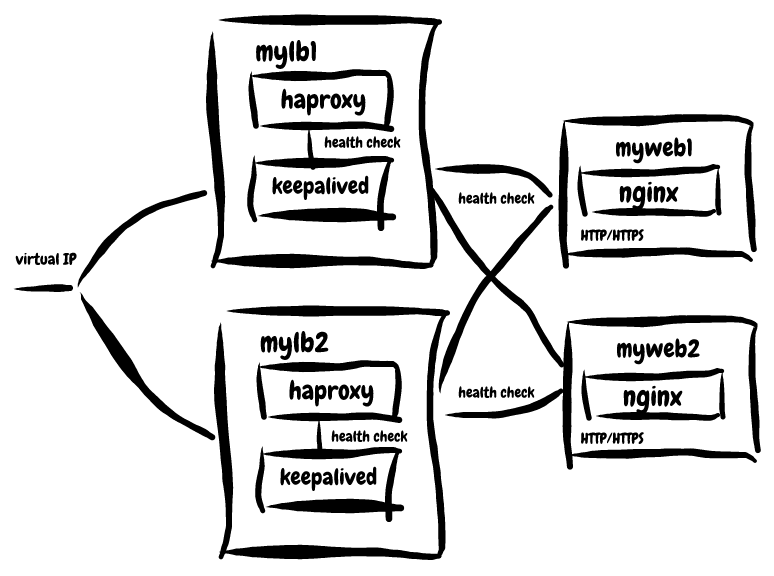 mylb1
haproxy
health check
keepalived
virtual IP
mylb2
haproxy
health check
keepalived
health check
health check
myweb1
nginx
HTTP/HTTPS
myweb2
nginx
HTTP/HTTPS